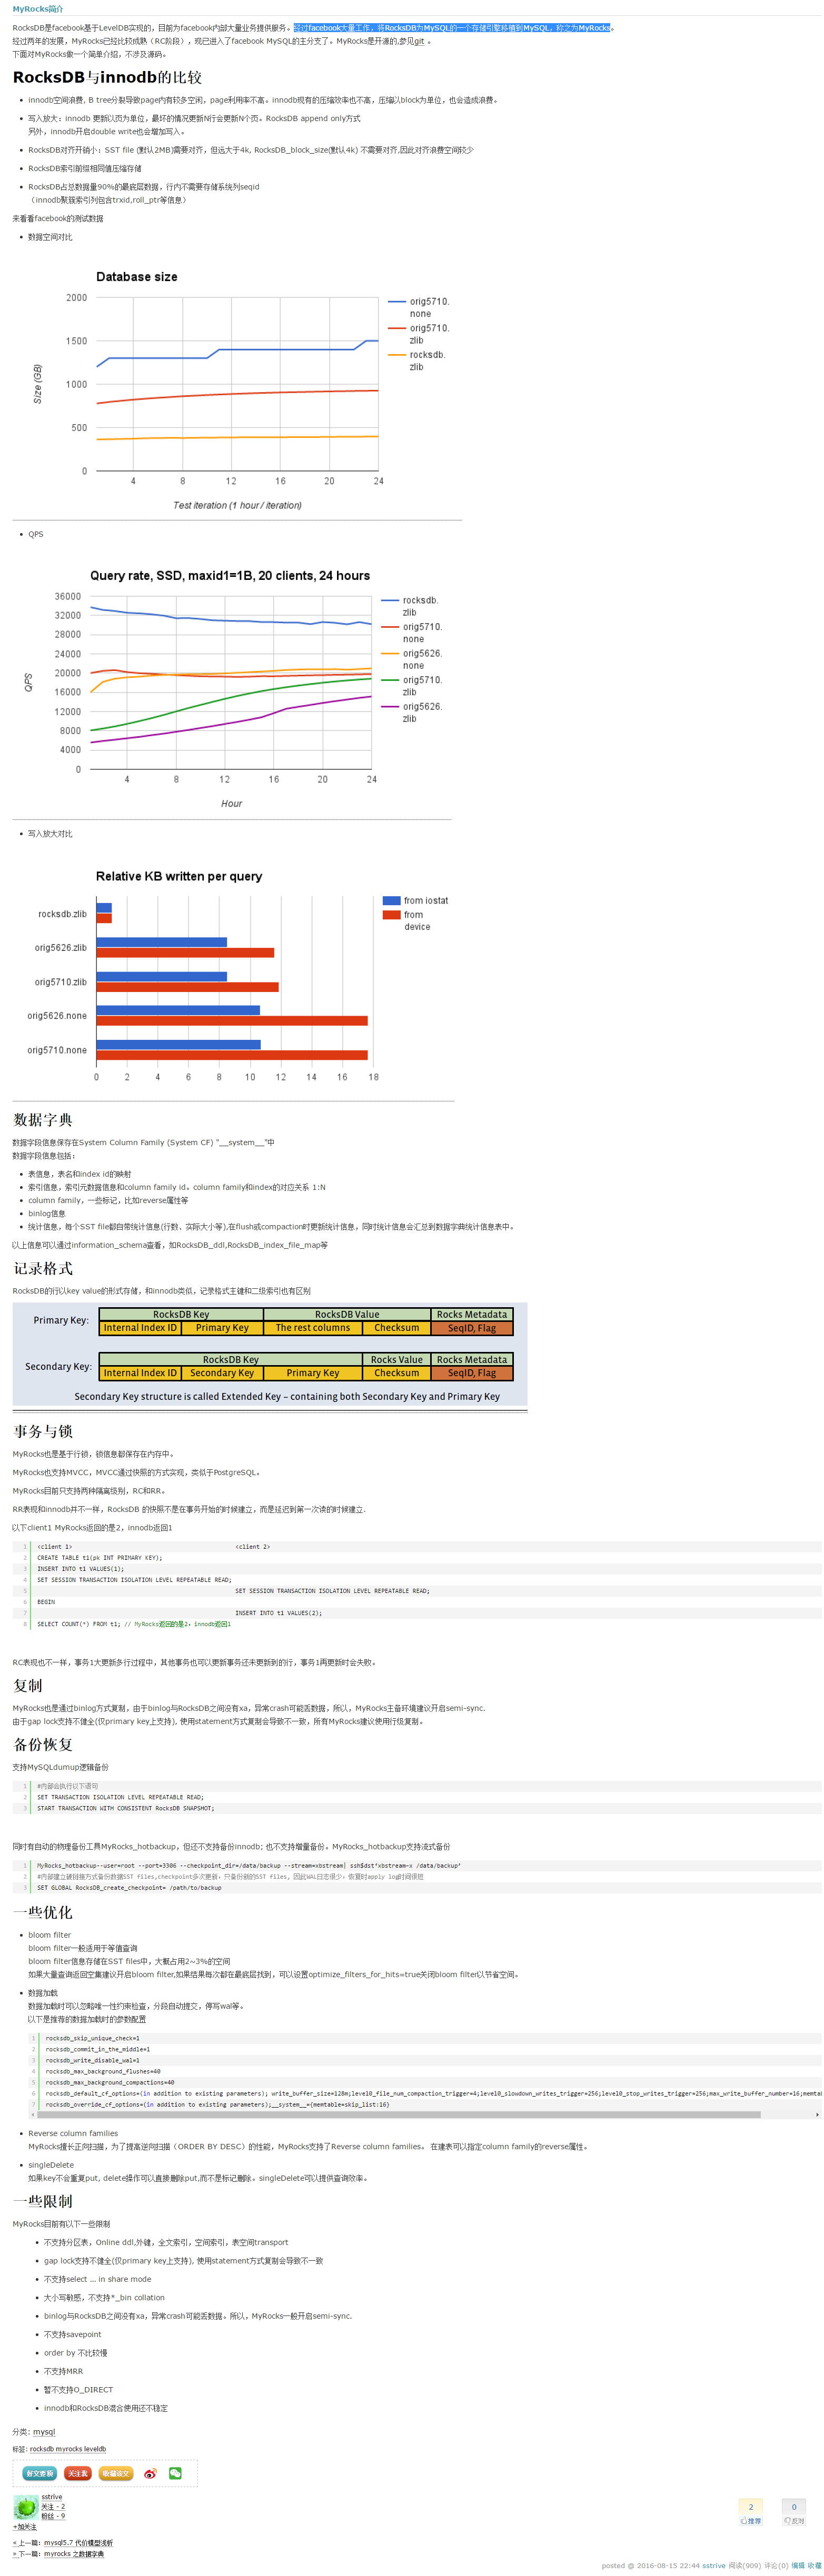 MyRocks简介
RocksDB是facebook基于LevelDB实现的，目前为facebook内部大量业务提供服务。经过facebook大量工作，将RocksDB为MySQL的一个存储引擎移植到MySQL，称之为MyRocks。
经过两年的发展，MyRocks已经比较成熟（RC阶段），现已进入了facebook MySQL的主分支了。MyRocks是开源的,参见git 。
下面对MyRocks做一个简单介绍，不涉及源码。
RocksDB与innodb的比较
innodb空间浪费, B tree分裂导致page内有较多空闲，page利用率不高。innodb现有的压缩效率也不高，压缩以block为单位，也会造成浪费。
写入放大：innodb 更新以页为单位，最坏的情况更新N行会更新N个页。RocksDB append only方式
另外，innodb开启double write也会增加写入。
RocksDB对齐开销小：SST file (默认2MB)需要对齐，但远大于4k, RocksDB_block_size(默认4k) 不需要对齐,因此对齐浪费空间较少
RocksDB索引前缀相同值压缩存储
RocksDB占总数据量90%的最底层数据，行内不需要存储系统列seqid
（innodb聚簇索引列包含trxid,roll_ptr等信息）
来看看facebook的测试数据
数据空间对比
Database size
2000
1500
1000
500
0
Size (GB)
4 8 12 16 20 24
Test iteration (1 hour / iteration)
orig5710.
none
orig5710.
zlib
rocksdb.
zlib
QPS
Query rate, SSD, maxid1=1B, 20 clients, 24 hours
36000
32000
28000
24000
20000
16000
12000
8000
4000
0
QPS
4 8 12 16 20 24
Hour
rocksdb.
zlib
orig5710.
none
orig5626.
none
orig5710.
zlib
orig5626.
zlib
写入放大对比
Relative KB written per query
rocksdb.zlib
orig5626.zlib
orig5710.zlib
orig5626.none
orig5710.none
0 2 4 6 8 10 12 14 16 18
from iostat
from
device
数据字典
数据字段信息保存在System Column Family (System CF) "__system__"中
数据字段信息包括：
表信息，表名和index id的映射
索引信息，索引元数据信息和column family id。column family和index的对应关系 1:N
column family，一些标记，比如reverse属性等
binlog信息
统计信息，每个SST file都自带统计信息(行数、实际大小等),在flush或compaction时更新统计信息，同时统计信息会汇总到数据字典统计信息表中。
以上信息可以通过information_schema查看，如RocksDB_ddl,RocksDB_index_file_map等
记录格式
RocksDB的行以key value的形式存储，和innodb类似，记录格式主键和二级索引也有区别
Primary Key:
RocksDB Key RocksDB Value Rocks Metadata
Internal Index ID Primary Key The rest columns Checksum SeqID, Flag
Secondary Key:
RocksDB Key Rocks Value Rocks Metadata
Internal Index ID Secondary Key Primary Key Checksum SeqID, Flag
Secondary Key structure is called Extended Key – containing both Secondary Key and Primary Key
事务与锁
MyRocks也是基于行锁，锁信息都保存在内存中。
MyRocks也支持MVCC，MVCC通过快照的方式实现，类似于PostgreSQL。
MyRocks目前只支持两种隔离级别，RC和RR。
RR表现和innodb并不一样，RocksDB 的快照不是在事务开始的时候建立，而是延迟到第一次读的时候建立.
以下client1 MyRocks返回的是2，innodb返回1
1 <client 1> <client 2>
2 CREATE TABLE t1(pk INT PRIMARY KEY);
3 INSERT INTO t1 VALUES(1);
4 SET SESSION TRANSACTION ISOLATION LEVEL REPEATABLE READ;
5 SET SESSION TRANSACTION ISOLATION LEVEL REPEATABLE READ;
6 BEGIN
7 INSERT INTO t1 VALUES(2);
8 SELECT COUNT(*) FROM t1; // MyRocks返回的是2，innodb返回1
RC表现也不一样，事务1大更新多行过程中，其他事务也可以更新事务还未更新到的行，事务1再更新时会失败。
复制
MyRocks也是通过binlog方式复制，由于binlog与RocksDB之间没有xa，异常crash可能丢数据，所以，MyRocks主备环境建议开启semi-sync.
由于gap lock支持不健全(仅primary key上支持), 使用statement方式复制会导致不一致，所有MyRocks建议使用行级复制。
备份恢复
支持MySQLdumup逻辑备份
1 #内部会执行以下语句
2 SET TRANSACTION ISOLATION LEVEL REPEATABLE READ;
3 START TRANSACTION WITH CONSISTENT RocksDB SNAPSHOT;
同时有自动的物理备份工具MyRocks_hotbackup，但还不支持备份innodb; 也不支持增量备份。MyRocks_hotbackup支持流式备份
1 MyRocks_hotbackup--user=root --port=3306 --checkpoint_dir=/data/backup --stream=xbstream| ssh$dst'xbstream-x /data/backup'
2 #内部建立硬链接方式备份数据SST files,checkpoint多次更新，只备份新的SST files, 因此WAL日志很少，恢复时apply log时间很短
3 SET GLOBAL RocksDB_create_checkpoint= /path/to/backup
一些优化
bloom filter
bloom filter一般适用于等值查询
bloom filter信息存储在SST files中，大概占用2~3%的空间
如果大量查询返回空集建议开启bloom filter,如果结果每次都在最底层找到，可以设置optimize_filters_for_hits=true关闭bloom filter以节省空间。
数据加载
数据加载时可以忽略唯一性约束检查，分段自动提交，停写wal等。
以下是推荐的数据加载时的参数配置
1 rocksdb_skip_unique_check=1
2 rocksdb_commit_in_the_middle=1
3 rocksdb_write_disable_wal=1
4 rocksdb_max_background_flushes=40
5 rocksdb_max_background_compactions=40
6 rocksdb_default_cf_options=(in addition to existing parameters); write_buffer_size=128m;level0_file_num_compaction_trigger=4;level0_slowdown_writes_trigger=256;level0_stop_writes_trigger=256;max_write_buffer_number=16;memtab
7 rocksdb_override_cf_options=(in addition to existing parameters);__system__={memtable=skip_list:16}
Reverse column families
MyRocks擅长正向扫描，为了提高逆向扫描（ORDER BY DESC）的性能，MyRocks支持了Reverse column families。 在建表可以指定column family的reverse属性。
singleDelete
如果key不会重复put, delete操作可以直接删除put,而不是标记删除。singleDelete可以提供查询效率。
一些限制
MyRocks目前有以下一些限制
不支持分区表，Online ddl,外键，全文索引，空间索引，表空间transport
gap lock支持不健全(仅primary key上支持), 使用statement方式复制会导致不一致
不支持select ... in share mode
大小写敏感，不支持*_bin collation
binlog与RocksDB之间没有xa，异常crash可能丢数据。所以，MyRocks一般开启semi-sync.
不支持savepoint
order by 不比较慢
不支持MRR
暂不支持O_DIRECT
innodb和RocksDB混合使用还不稳定
分类: mysql
标签: rocksdb myrocks leveldb
好文要顶 关注我 收藏该文
sstrive
关注 - 2
粉丝 - 9
+加关注
2 0
推荐 反对
« 上一篇：mysql5.7 代价模型浅析
» 下一篇：myrocks 之数据字典
posted @ 2016-08-15 22:44 sstrive 阅读(909) 评论(0) 编辑 收藏